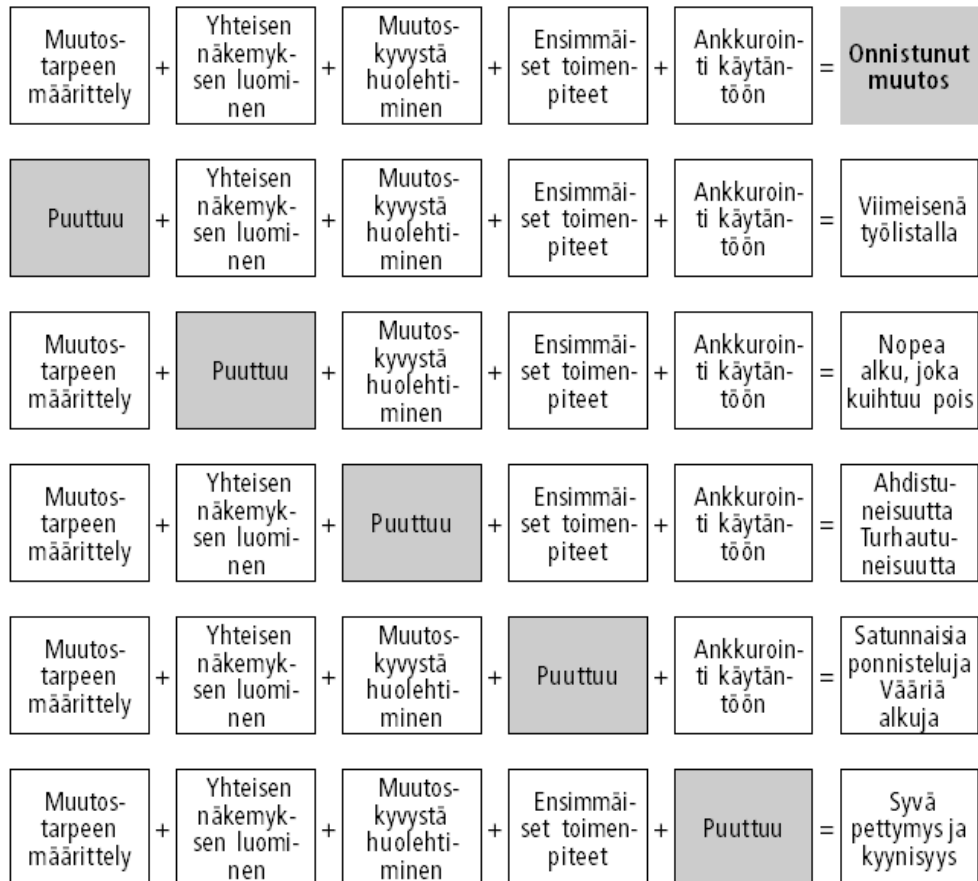 Muutos-
tarpeen
määrittely
+
Yhteisen
näkemyk-
sen luomi-
nen
+
Muutos-
kyvystä
huolehti-
minen
+
Ensimmäi-
set toimen-
piteet
+
Ankkuroin-
ti käytän-
töön
=
Onnistunut
muutos
Puuttuu
+
Yhteisen
näkemyk-
sen luomi-
nen
+
Muutos-
kyvystä
huolehti-
minen
+
Ensimmäi-
set toimen-
piteet
+
Ankkuroin-
ti käytän-
töön
=
Viimeisenä
työlistalla
Muutos-
tarpeen
määrittely
+
Puuttuu
+
Muutos-
kyvystä
huolehti-
minen
+
Ensimmäi-
set toimen-
piteet
+
Ankkuroin-
ti käytän-
töön
=
Nopea
alku, joka
kuihtuu pois
Muutos-
tarpeen
määrittely
+
Yhteisen
näkemyk-
sen luomi-
nen
+
Puuttuu
+
Ensimmäi-
set toimen-
piteet
+
Ankkuroin-
ti käytän-
töön
=
Ahdistu-
neisuutta
Turhautu-
neisuutta
Muutos-
tarpeen
määrittely
+
Yhteisen
näkemyk-
sen luomi-
nen
+
Muutos-
kyvystä
huolehti-
minen
+
Puuttuu
+
Ankkuroin-
ti käytän-
töön
=
Satunnaisia
ponnisteluja
Vääriä
alkuja
Muutos-
tarpeen
määrittely
+
Yhteisen
näkemyk-
sen luomi-
nen
+
Muutos-
kyvystä
huolehti-
minen
+
Ensimmäi-
set toimen-
piteet
+
Puuttuu
=
Syvä
pettymys ja
kyynisyys